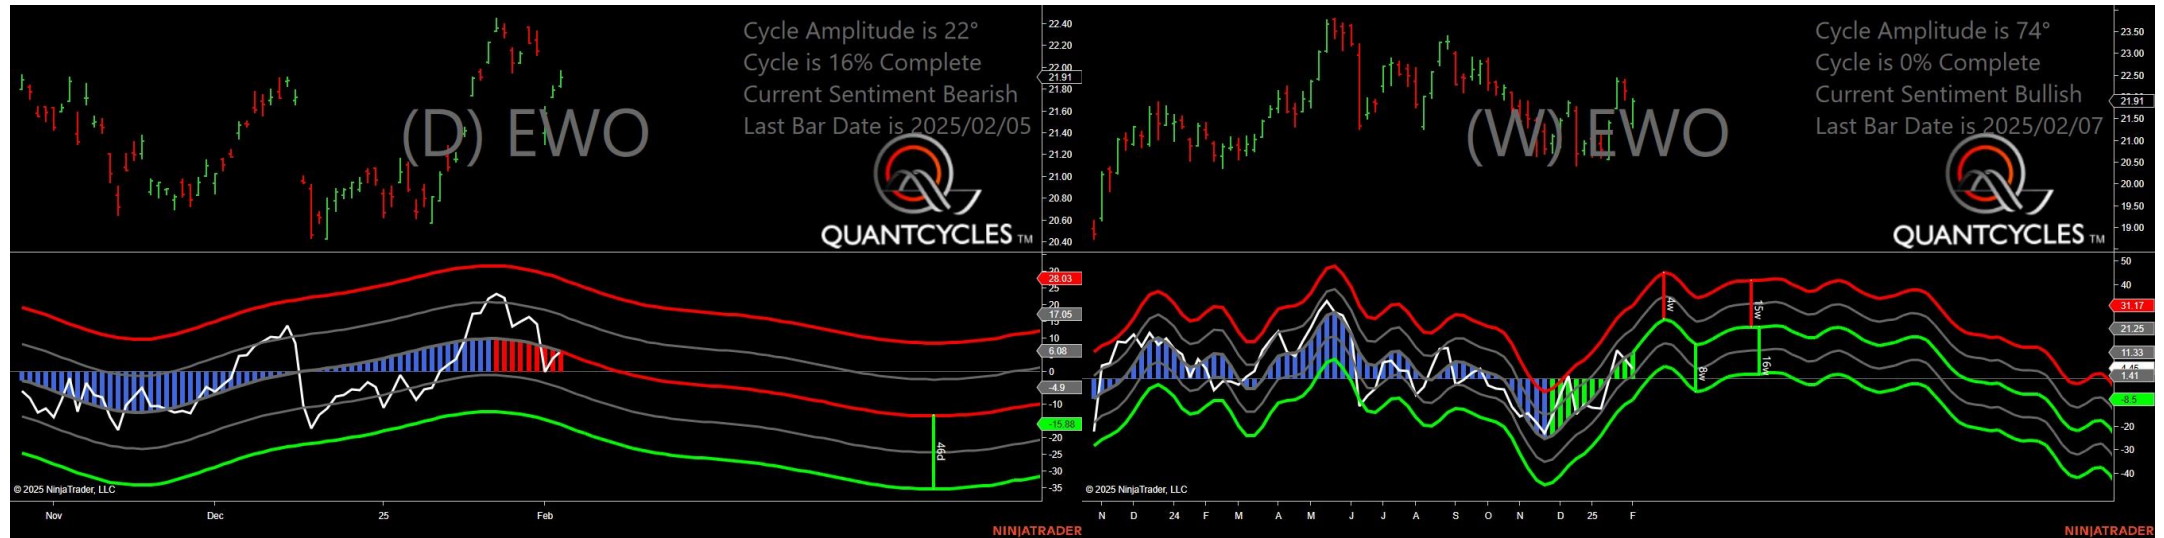 Cycle Amplitude is 22°
Cycle is 16% Complete
Current Sentiment Bearish
Last Bar Date is 2025/02/05
(D) EWO
QUANTCYCLES TM
22.40
22.20
22.00
21.91
21.80
21.60
21.40
21.20
21.00
20.80
20.60
20.40
28.03
25
20
17.05
15
10
6.08
0
-4.9
-10
-15.88
-20
-25
-30
-35
46d
© 2025 NinjaTrader, LLC
Nov
Dec
25
Feb
NINJATRADER
Cycle Amplitude is 74°
Cycle is 0% Complete
Current Sentiment Bullish
Last Bar Date is 2025/02/07
(W) EWO
QUANTCYCLES TM
23.50
23.00
22.50
21.91
21.50
21.00
20.50
20.00
19.50
19.00
50
40
31.17
21.25
11.33
1.41
-8.5
-20
-30
-40
4w
15w
8w
16w
© 2025 NinjaTrader, LLC
N D 24 F M A M J J A S O N D 25 F
NINJATRADER